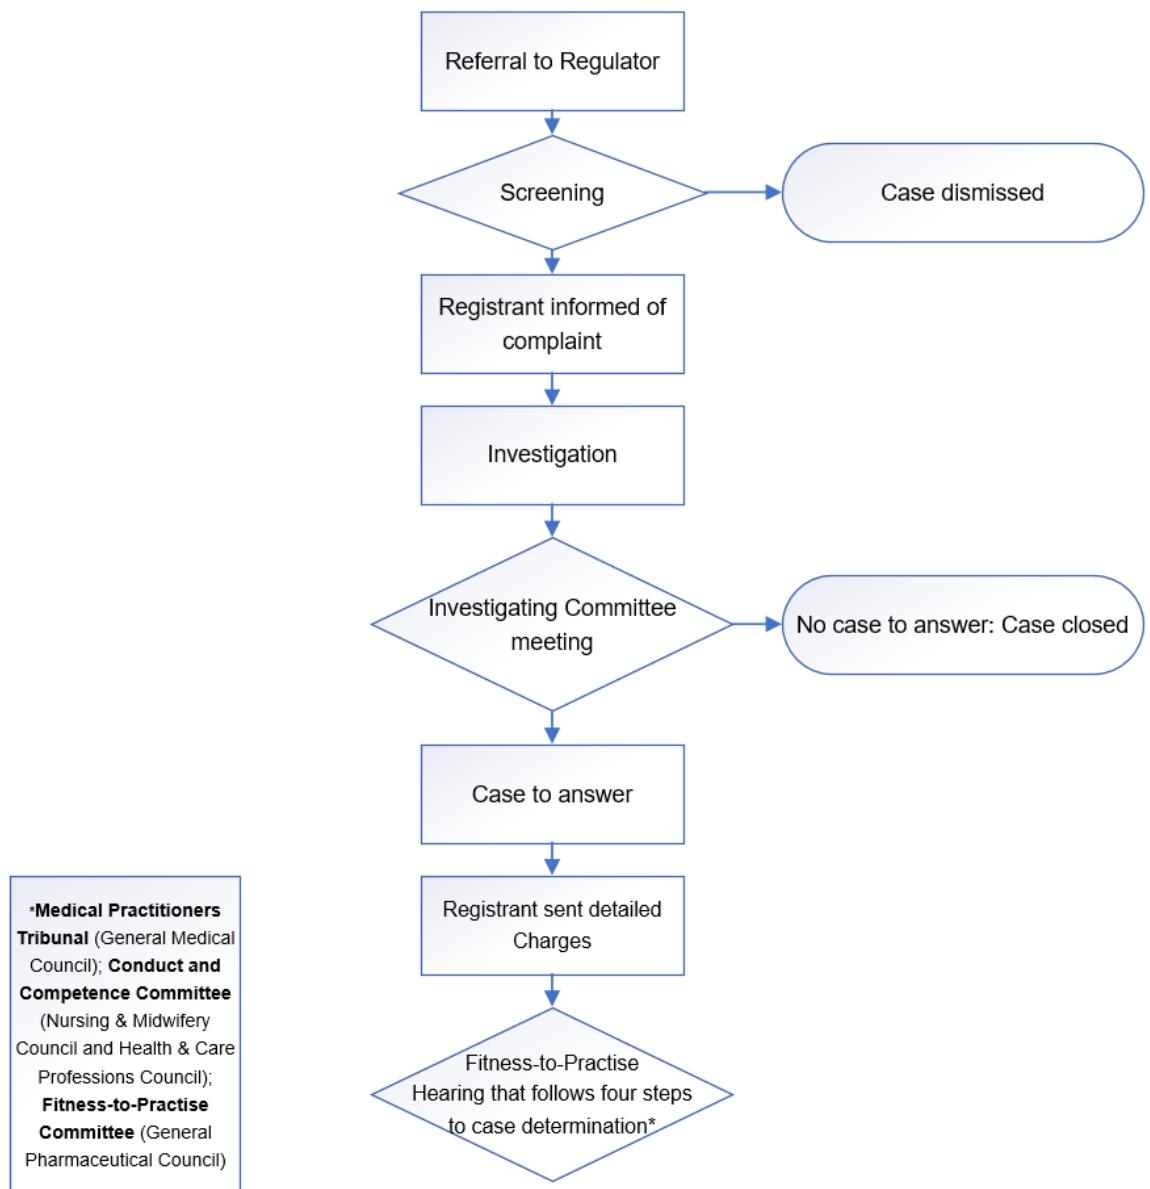 Referral to Regulator
Screening
Case dismissed
Registrant informed of
complaint
Investigation
Investigating Committee
meeting
No case to answer: Case closed
Case to answer
Registrant sent detailed
Charges
Fitness-to-Practise
Hearing that follows four steps
to case determination*
*Medical Practitioners
Tribunal (General Medical
Council); Conduct and
Competence Committee
(Nursing & Midwifery
Council and Health & Care
Professions Council);
Fitness-to-Practise
Committee (General
Pharmaceutical Council)